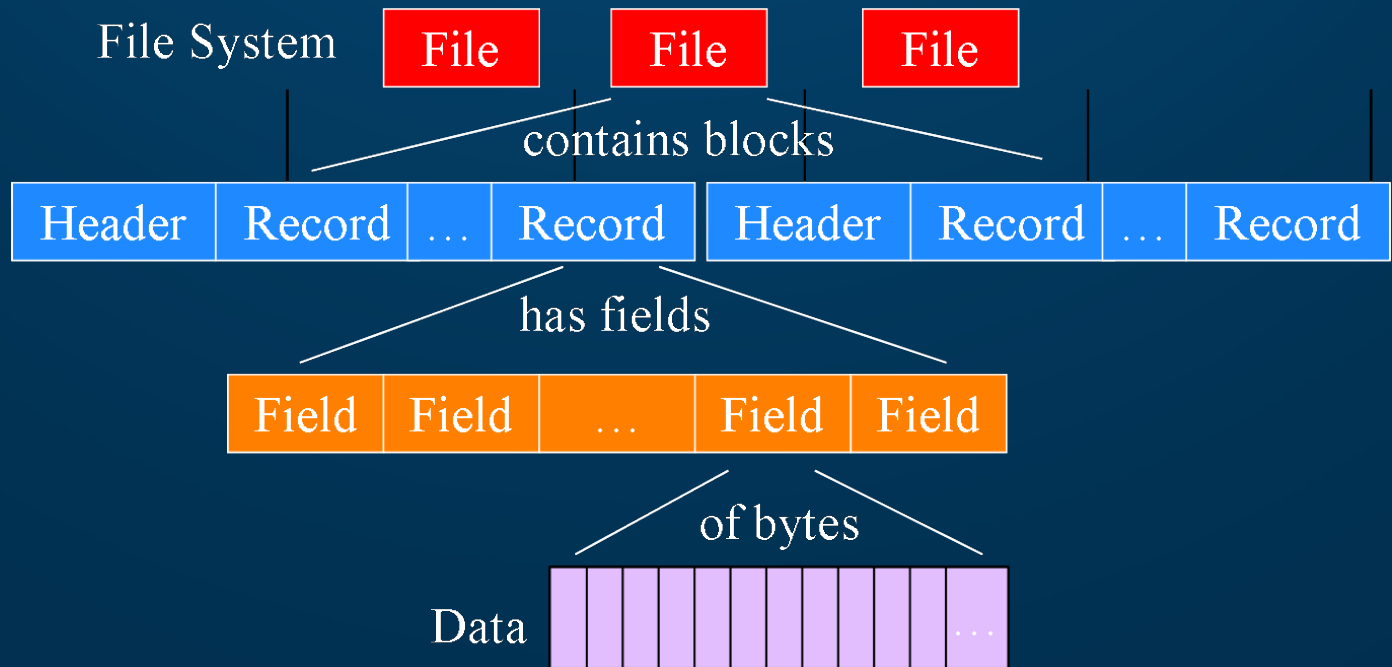 File System File File File
contains blocks
Header Record ... Record Header Record ... Record
has fields
Field Field ... Field Field
of bytes
Data ...